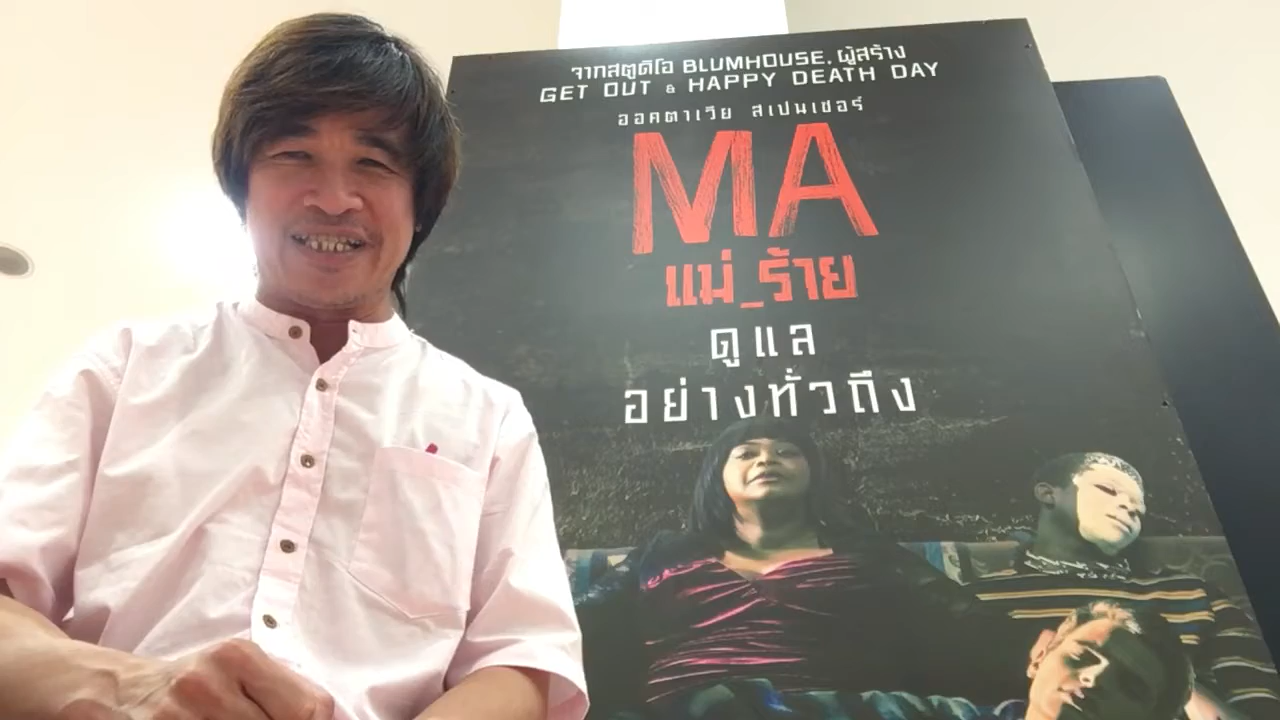 จากสตูดิโอ BLUMHOUSE, ผู้สร้าง
GET OUT & HAPPY DEATH DAY
ออคตาเวีย สเปนเซอร์
MA
แม่_ร้าย
ดูแล
อย่างทั่วถึง